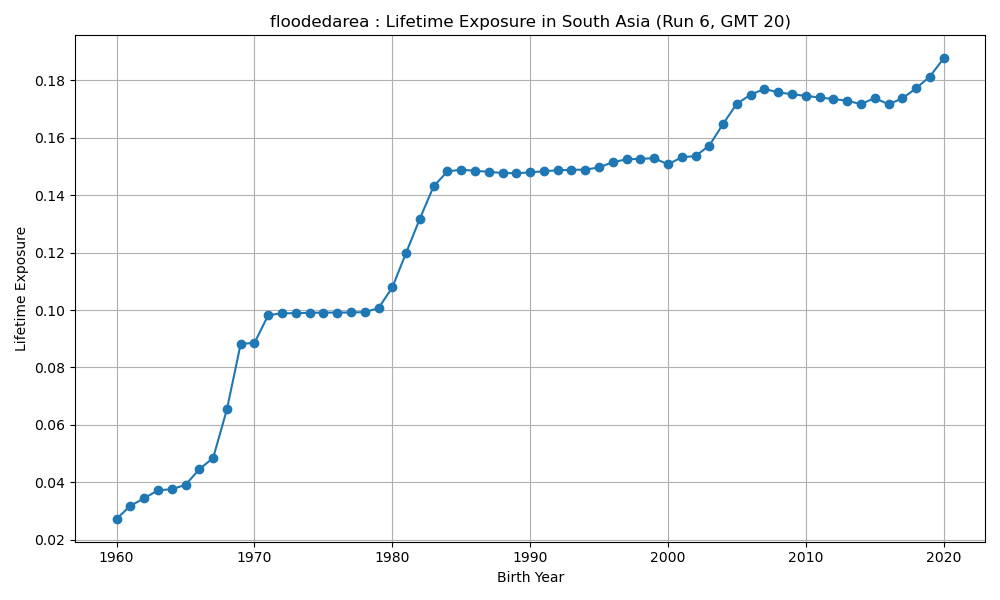 floodedarea : Lifetime Exposure in South Asia (Run 6, GMT 20)
Lifetime Exposure
0.18
0.16
0.14
0.12
0.10
0.08
0.06
0.04
0.02
1960 1970 1980 1990 2000 2010 2020
Birth Year